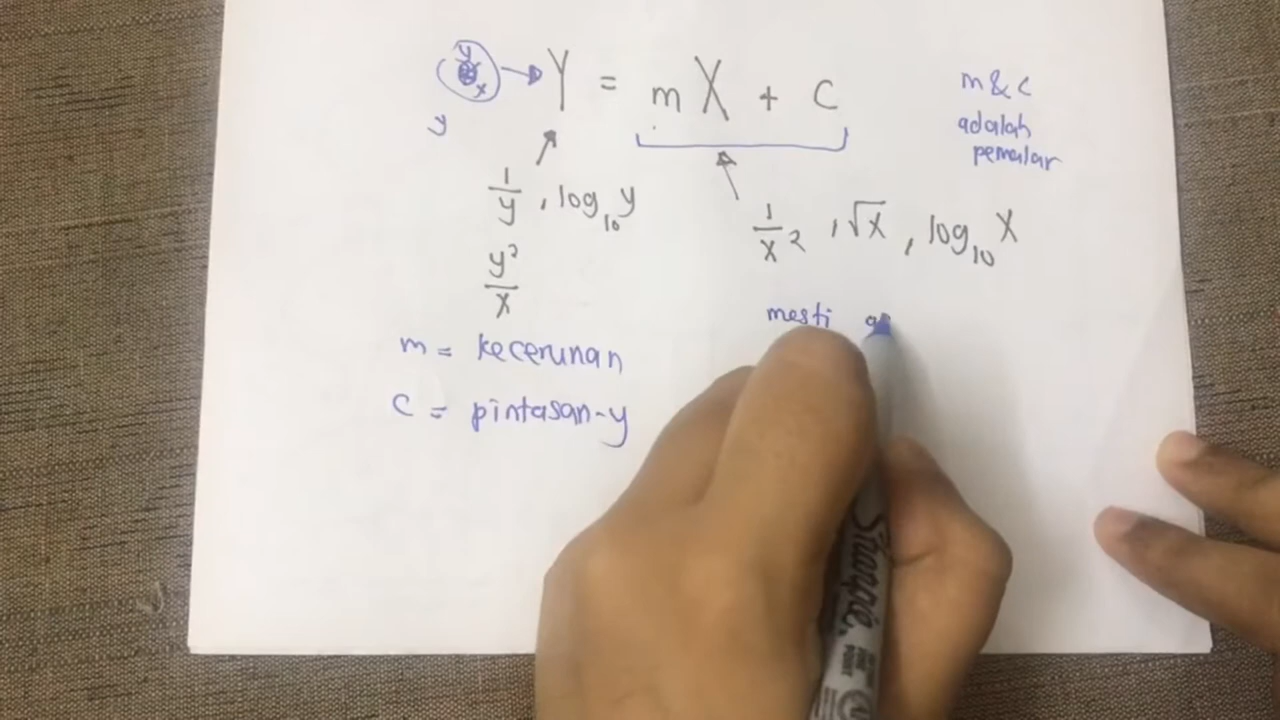 y
x
Y = mX + C
y
m & c
adalah
pemalar
1/y , log₁₀ y
1/x² , √x , log₁₀ X
y²/x
mesti
m = kecerunan
c = pintasan-y
Sharpie